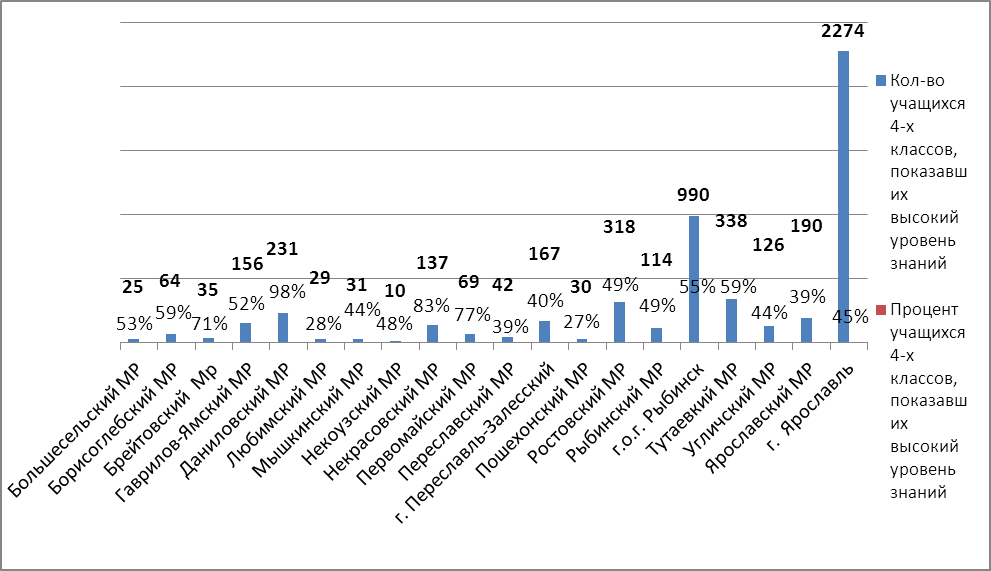 2274
990
338
318
231
190
167
156
137
126
114
64
69
25
35
29
31
10
42
30
53%
59%
71%
52%
98%
28%
44%
48%
83%
77%
39%
40%
27%
49%
49%
55%
59%
44%
39%
45%
Большесельский МР
Борисоглебский МР
Брейтовский Мр
Гаврилов-Ямский МР
Даниловский МР
Любимский МР
Мышкинский МР
Некоузский МР
Некрасовский МР
Первомайский МР
Переславский МР
г. Переславль-Залесский
Пошехонский МР
Ростовский МР
Рыбинский МР
г.о.г. Рыбинск
Тутаевкий МР
Угличский МР
Ярославский МР
г. Ярославль
Кол-во
учащихся
4-х
классов,
показавш
их
высокий
уровень
знаний
Процент
учащихся
4-х
классов,
показавш
их
высокий
уровень
знаний